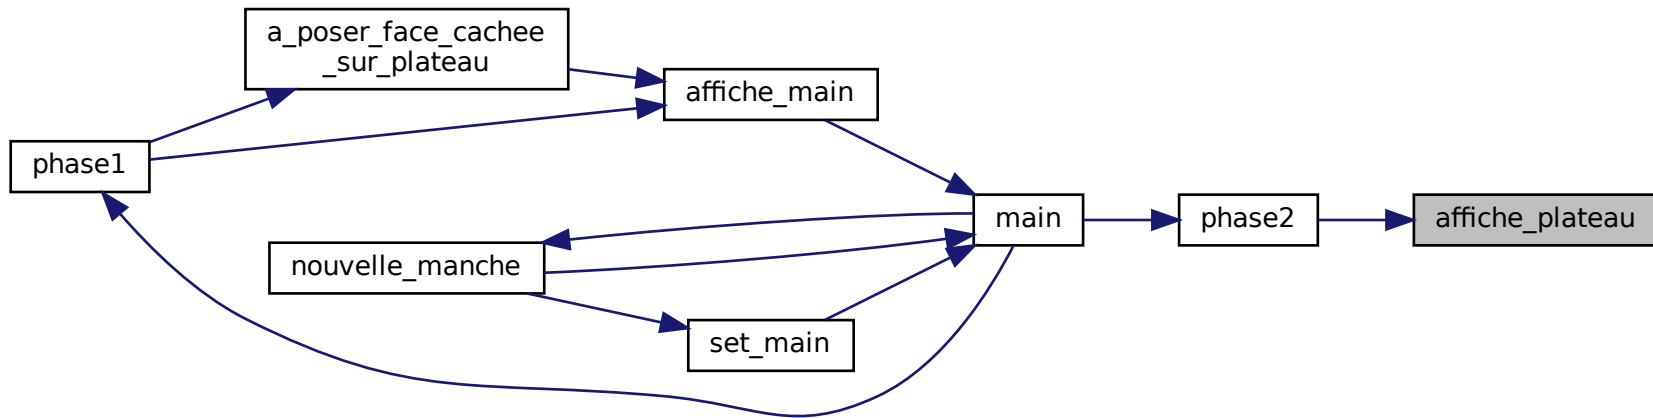 a_poser_face_cachee
_sur_plateau
affiche_main
phase1
main
phase2
affiche_plateau
nouvelle_manche
set_main